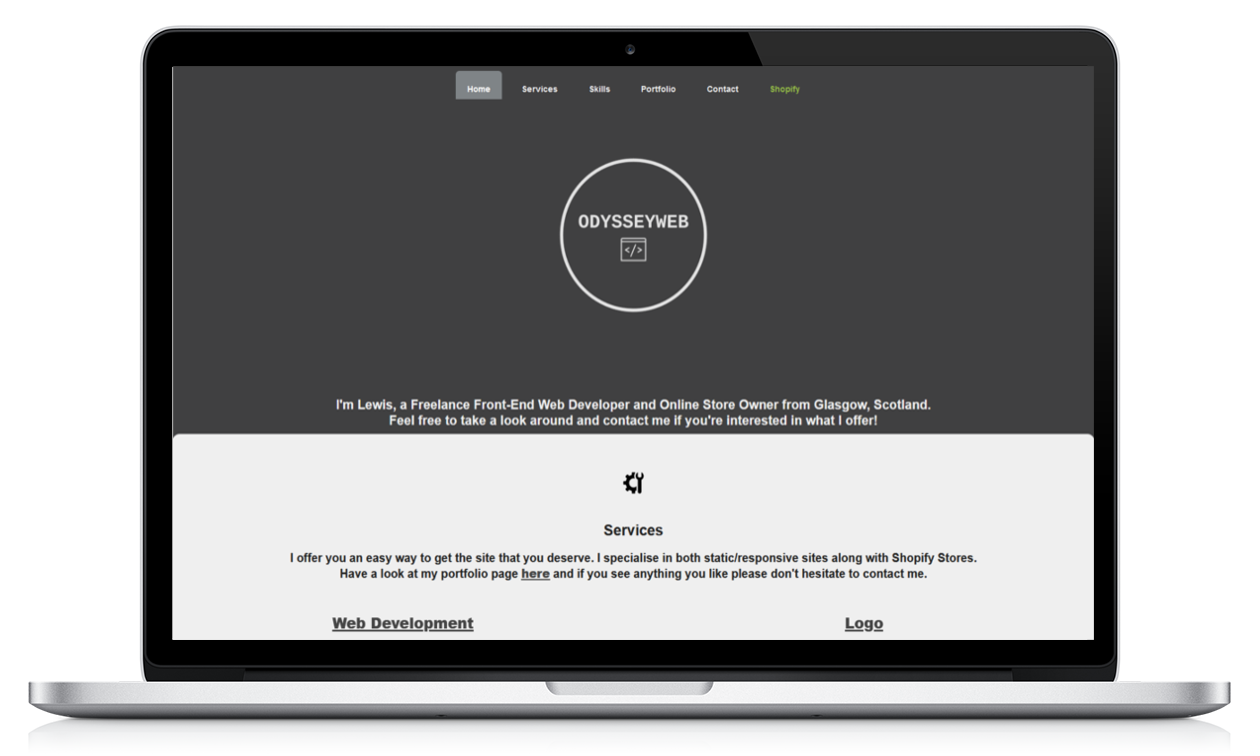 Home Services Skills Portfolio Contact Shopify
ODYSSEYWEB
</>
I'm Lewis, a Freelance Front-End Web Developer and Online Store Owner from Glasgow, Scotland.
Feel free to take a look around and contact me if you're interested in what I offer!
Services
I offer you an easy way to get the site that you deserve. I specialise in both static/responsive sites along with Shopify Stores.
Have a look at my portfolio page here and if you see anything you like please don't hesitate to contact me.
Web Development Logo